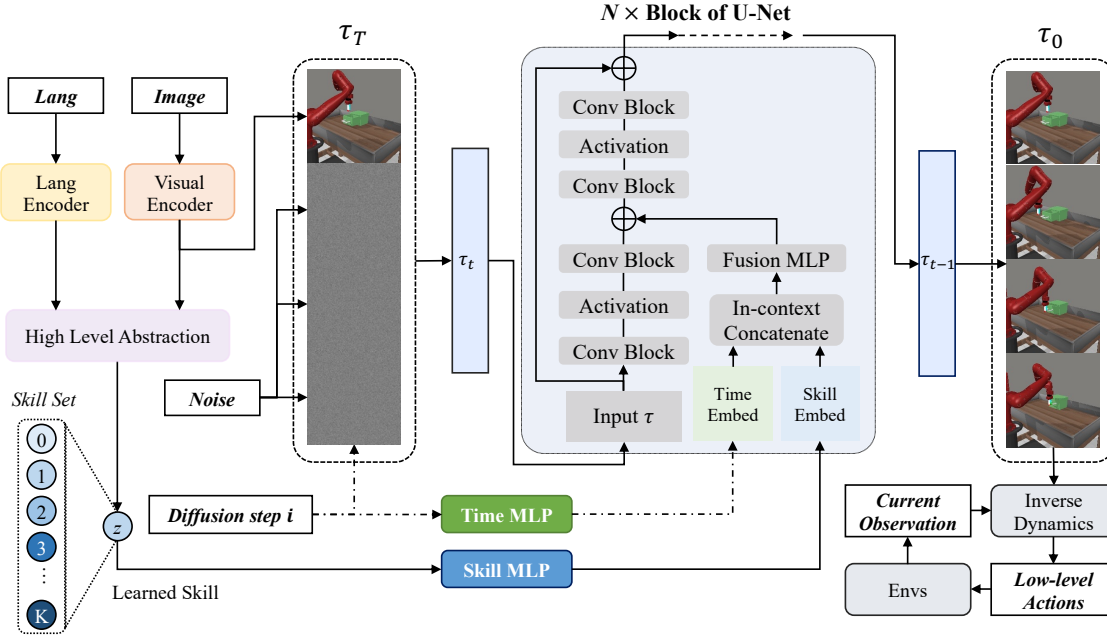 N × Block of U-Net
τ_T
τ_0
Lang
Image
Lang
Encoder
Visual
Encoder
High Level Abstraction
Noise
Skill Set
0
1
2
3
⋮
K
z
Learned Skill
Diffusion step i
Time MLP
Skill MLP
τ_t
Conv Block
Activation
Conv Block
Conv Block
Activation
Conv Block
Input τ
Fusion MLP
In-context
Concatenate
Time
Embed
Skill
Embed
τ_{t−1}
Current
Observation
Inverse
Dynamics
Envs
Low-level
Actions